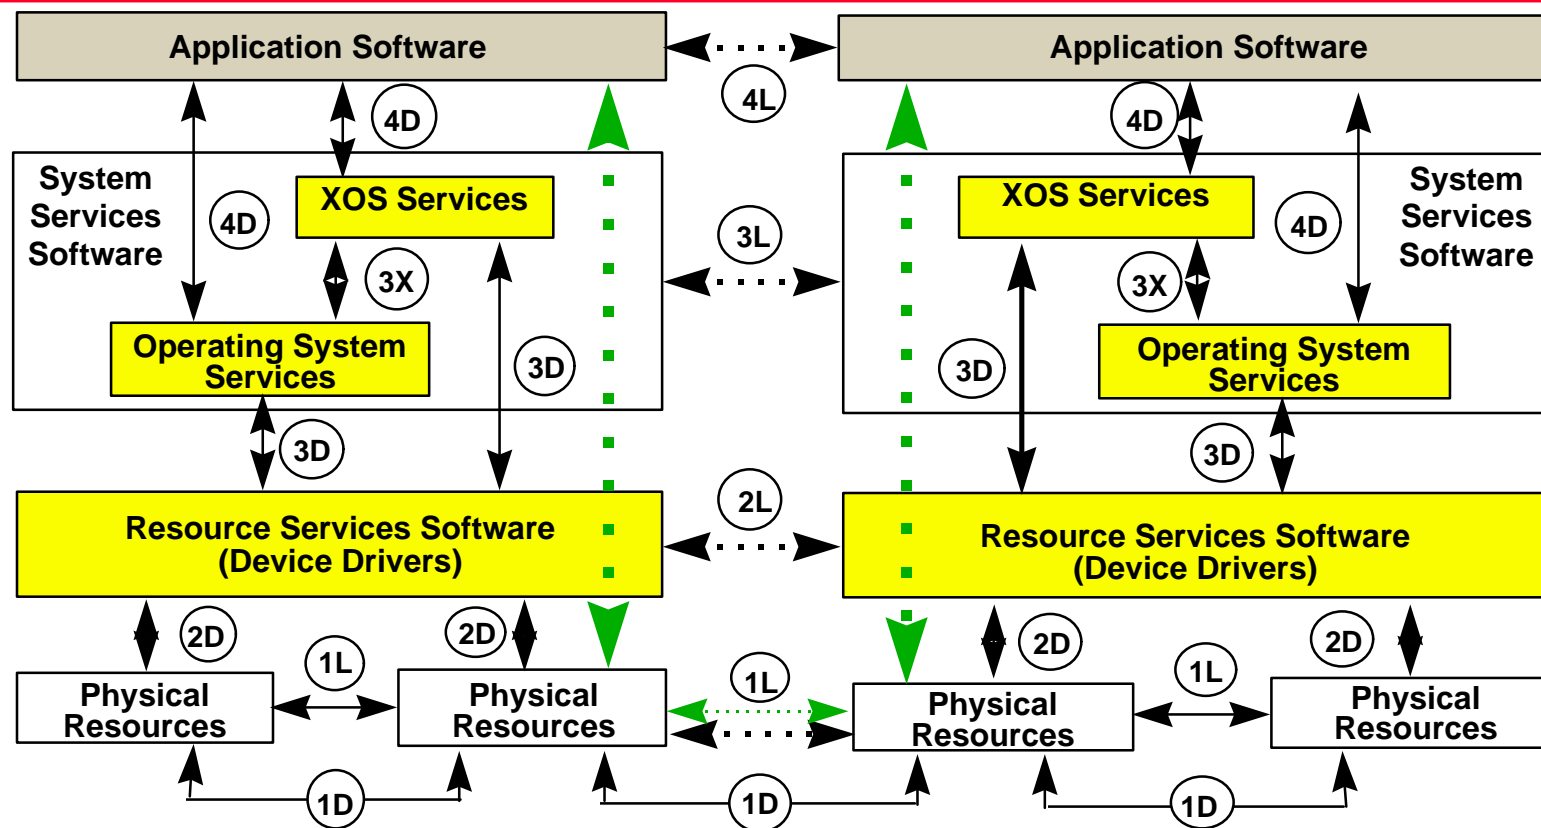 Application Software
Application Software
4L
4D
4D
System
Services
Software
XOS Services
XOS Services
System
Services
Software
4D
4D
3L
3X
3X
Operating System
Services
Operating System
Services
3D
3D
3D
3D
2L
Resource Services Software
(Device Drivers)
Resource Services Software
(Device Drivers)
2D
2D
2D
2D
1L
1L
1L
Physical
Resources
Physical
Resources
Physical
Resources
Physical
Resources
1D
1D
1D